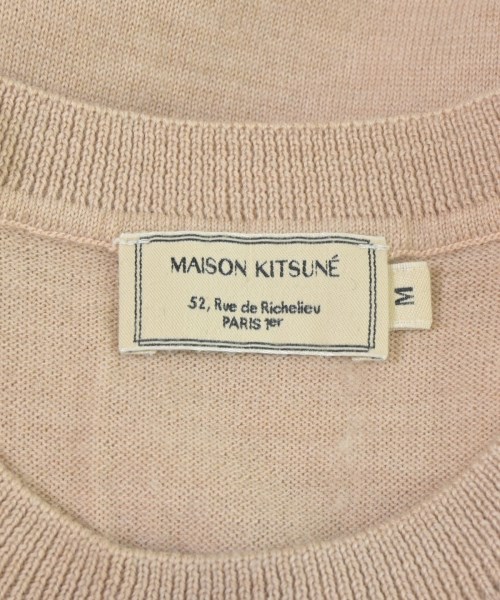 MAISON KITSUNÉ
52, Rue de Richelieu
PARIS 1er
M